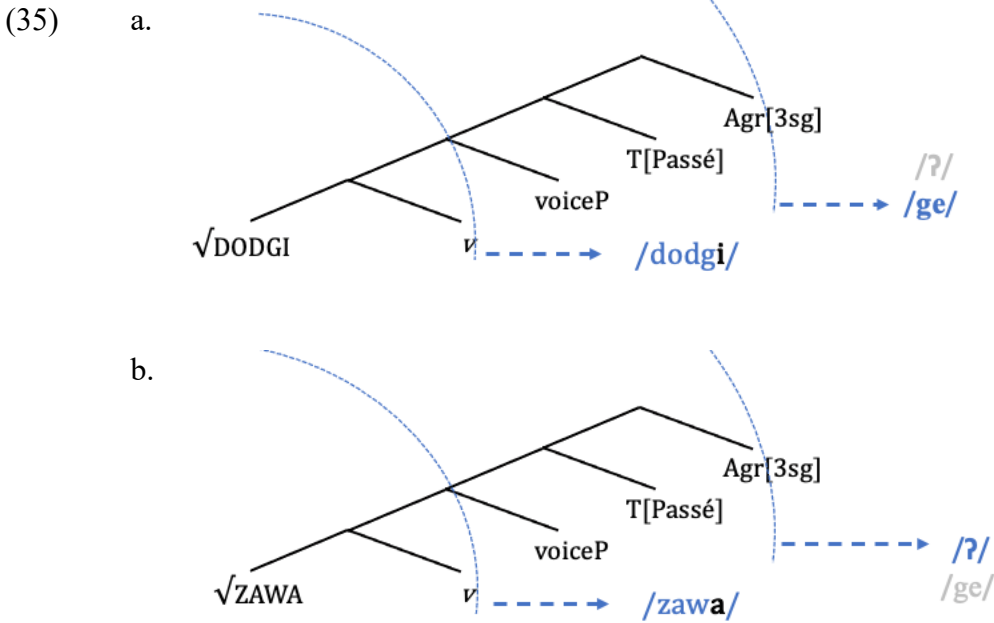 (35) a.
Agr[3sg]
T[Passé]
/ʔ/
voiceP
/ge/
√DODGI
v
/dodgi/
b.
Agr[3sg]
T[Passé]
voiceP
/ʔ/
√ZAWA
v
/zawa/
/ge/